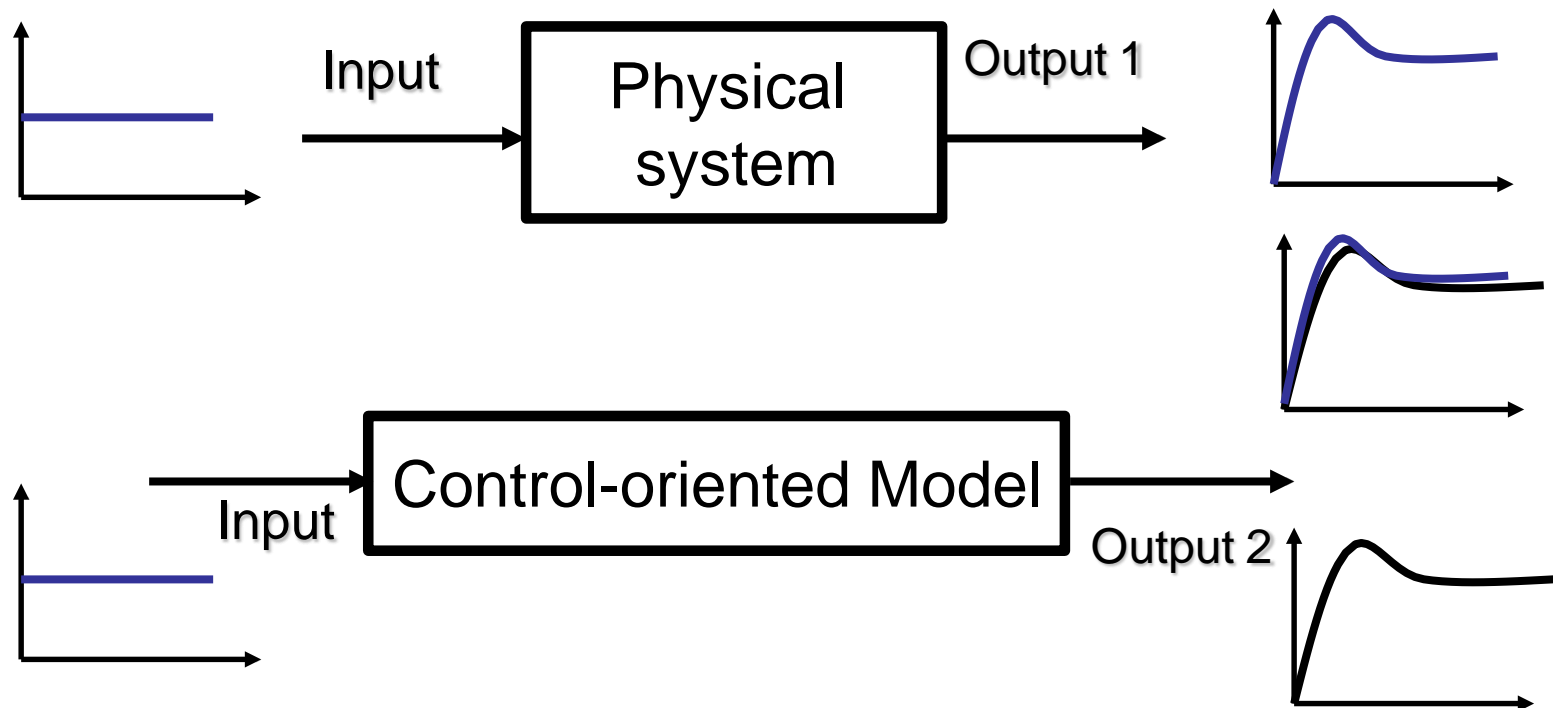 Input
Physical
system
Output 1
Input
Control-oriented Model
Output 2